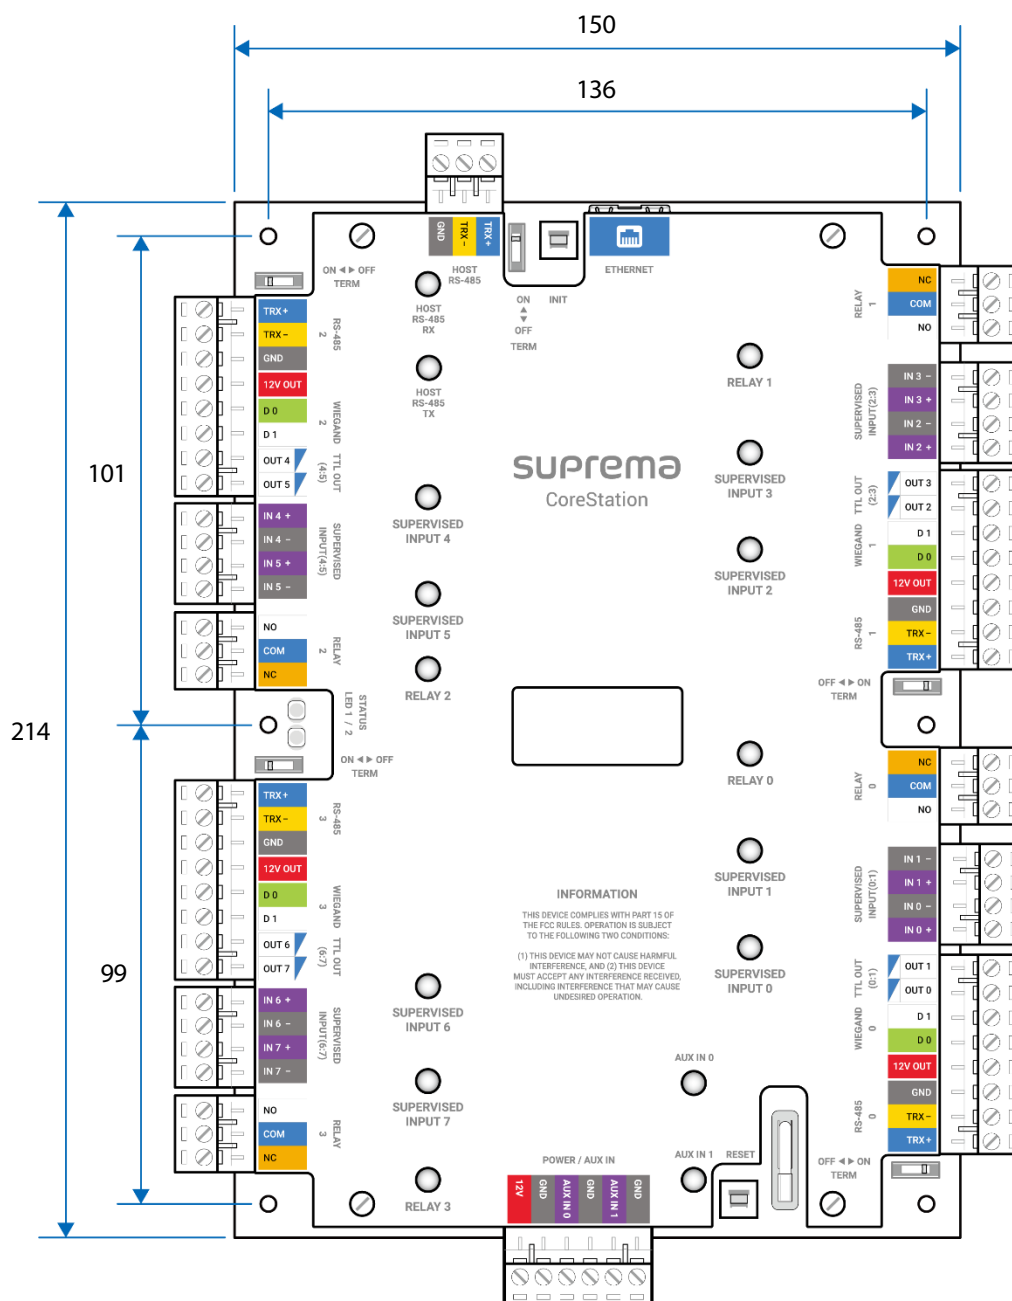 150
136
GND
TRX −
TRX +
HOST
RS-485
ETHERNET
ON ◀ ▶ OFF
TERM
ON
▲
▼
OFF
TERM
INIT
HOST
RS-485
RX
HOST
RS-485
TX
TRX +
TRX −
GND
12V OUT
D 0
D 1
OUT 4
OUT 5
RS-485
2
WIEGAND
2
TTL OUT
(4:5)
IN 4 +
IN 4 −
IN 5 +
IN 5 −
SUPERVISED
INPUT(4:5)
NO
COM
NC
RELAY
2
STATUS
LED 1 / 2
ON ◀ ▶ OFF
TERM
101
214
99
TRX +
TRX −
GND
12V OUT
D 0
D 1
OUT 6
OUT 7
RS-485
3
WIEGAND
3
TTL OUT
(6:7)
IN 6 +
IN 6 −
IN 7 +
IN 7 −
SUPERVISED
INPUT(6:7)
NO
COM
NC
RELAY
3
SUPERVISED
INPUT 4
SUPERVISED
INPUT 5
RELAY 2
SUPERVISED
INPUT 6
SUPERVISED
INPUT 7
RELAY 3
suprema
CoreStation
RELAY 1
SUPERVISED
INPUT 3
SUPERVISED
INPUT 2
RELAY 0
SUPERVISED
INPUT 1
SUPERVISED
INPUT 0
INFORMATION
THIS DEVICE COMPLIES WITH PART 15 OF
THE FCC RULES. OPERATION IS SUBJECT
TO THE FOLLOWING TWO CONDITIONS:
(1) THIS DEVICE MAY NOT CAUSE HARMFUL
INTERFERENCE, AND (2) THIS DEVICE
MUST ACCEPT ANY INTERFERENCE RECEIVED,
INCLUDING INTERFERENCE THAT MAY CAUSE
UNDESIRED OPERATION.
AUX IN 0
AUX IN 1
RESET
POWER / AUX IN
12V
GND
AUX IN 0
GND
AUX IN 1
GND
RELAY
1
NC
COM
NO
SUPERVISED
INPUT(2:3)
IN 3 −
IN 3 +
IN 2 −
IN 2 +
TTL OUT
(2:3)
WIEGAND
1
RS-485
1
OUT 3
OUT 2
D 1
D 0
12V OUT
GND
TRX −
TRX +
OFF ◀ ▶ ON
TERM
RELAY
0
NC
COM
NO
SUPERVISED
INPUT(0:1)
IN 1 −
IN 1 +
IN 0 −
IN 0 +
TTL OUT
(0:1)
WIEGAND
0
RS-485
0
OUT 1
OUT 0
D 1
D 0
12V OUT
GND
TRX −
TRX +
OFF ◀ ▶ ON
TERM